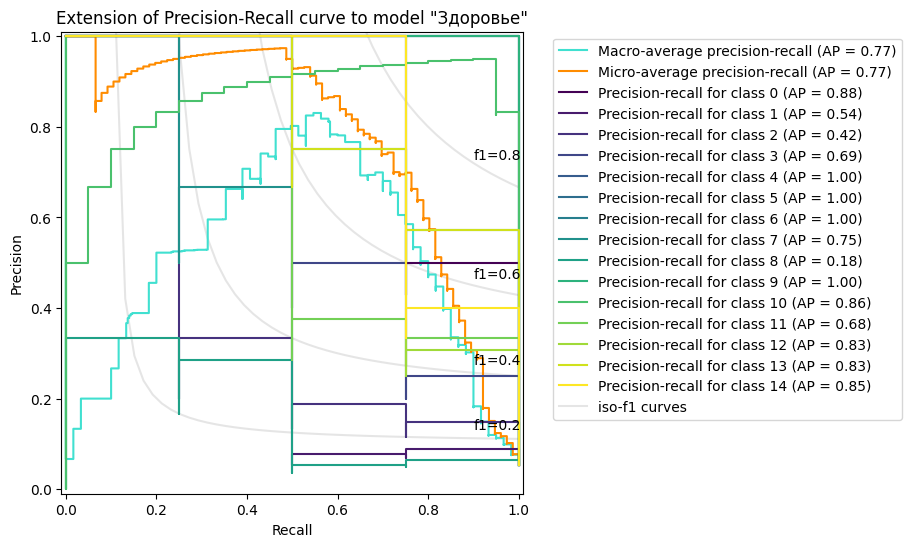 Extension of Precision-Recall curve to model "Здоровье"
1.0
0.8
0.6
0.4
0.2
0.0
Precision
0.0 0.2 0.4 0.6 0.8 1.0
Recall
f1=0.8
f1=0.6
f1=0.4
f1=0.2
Macro-average precision-recall (AP = 0.77)
Micro-average precision-recall (AP = 0.77)
Precision-recall for class 0 (AP = 0.88)
Precision-recall for class 1 (AP = 0.54)
Precision-recall for class 2 (AP = 0.42)
Precision-recall for class 3 (AP = 0.69)
Precision-recall for class 4 (AP = 1.00)
Precision-recall for class 5 (AP = 1.00)
Precision-recall for class 6 (AP = 1.00)
Precision-recall for class 7 (AP = 0.75)
Precision-recall for class 8 (AP = 0.18)
Precision-recall for class 9 (AP = 1.00)
Precision-recall for class 10 (AP = 0.86)
Precision-recall for class 11 (AP = 0.68)
Precision-recall for class 12 (AP = 0.83)
Precision-recall for class 13 (AP = 0.83)
Precision-recall for class 14 (AP = 0.85)
iso-f1 curves